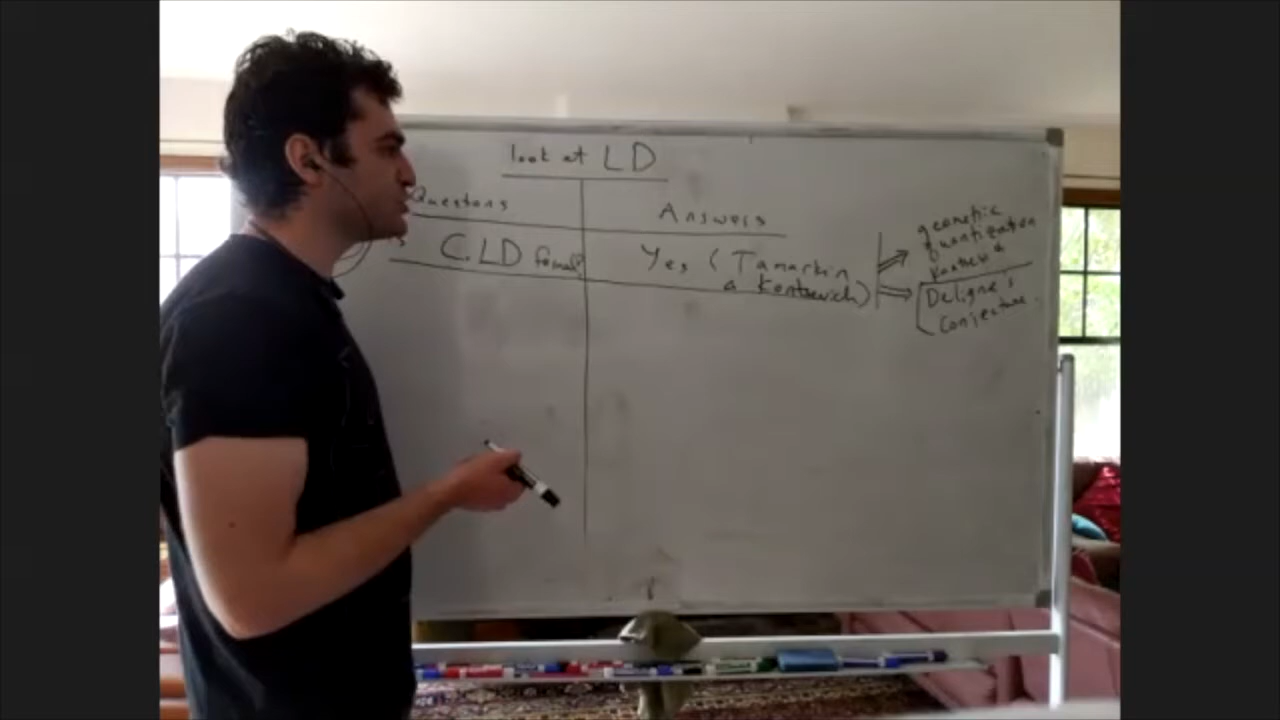 look at LD
Questions
Answers
C.LD formal?
Yes (Tamarkin
a Kontsevich)
geometric
quantization
Deligne's
Conjecture.